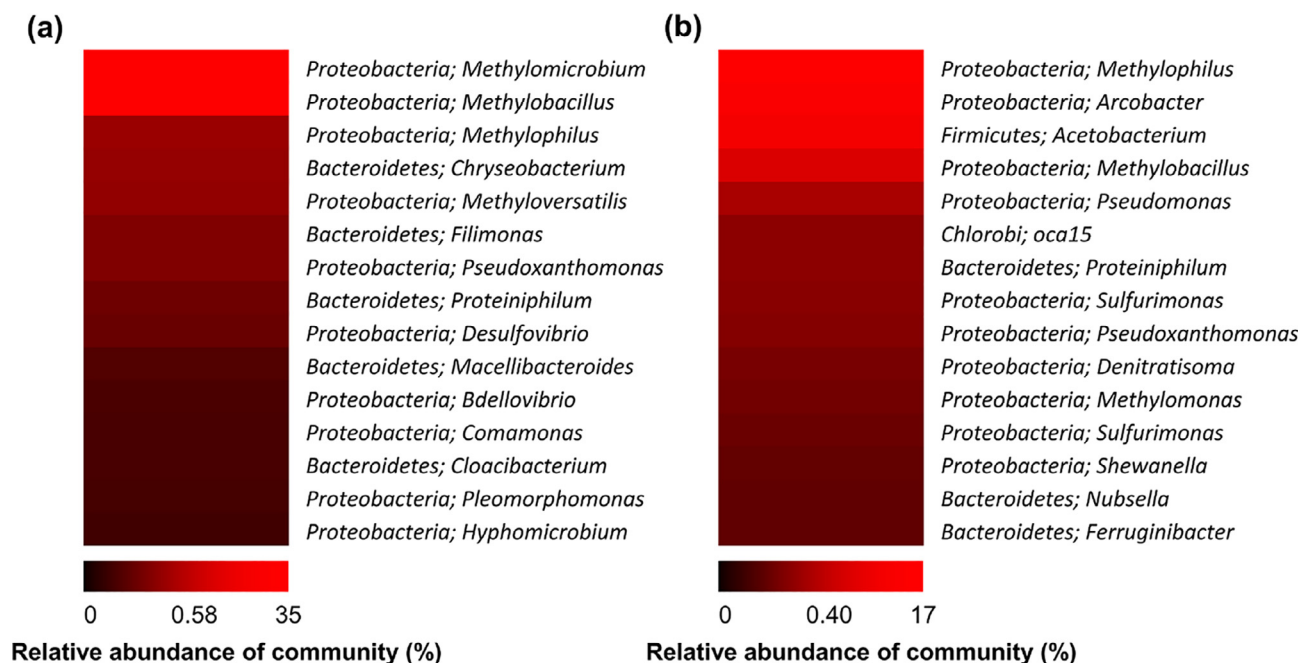 (a)
Proteobacteria; Methylomicrobium
Proteobacteria; Methylobacillus
Proteobacteria; Methylophilus
Bacteroidetes; Chryseobacterium
Proteobacteria; Methyloversatilis
Bacteroidetes; Filimonas
Proteobacteria; Pseudoxanthomonas
Bacteroidetes; Proteiniphilum
Proteobacteria; Desulfovibrio
Bacteroidetes; Macellibacteroides
Proteobacteria; Bdellovibrio
Proteobacteria; Comamonas
Bacteroidetes; Cloacibacterium
Proteobacteria; Pleomorphomonas
Proteobacteria; Hyphomicrobium
0 0.58 35
Relative abundance of community (%)
(b)
Proteobacteria; Methylophilus
Proteobacteria; Arcobacter
Firmicutes; Acetobacterium
Proteobacteria; Methylobacillus
Proteobacteria; Pseudomonas
Chlorobi; oca15
Bacteroidetes; Proteiniphilum
Proteobacteria; Sulfurimonas
Proteobacteria; Pseudoxanthomonas
Proteobacteria; Denitratisoma
Proteobacteria; Methylomonas
Proteobacteria; Sulfurimonas
Proteobacteria; Shewanella
Bacteroidetes; Nubsella
Bacteroidetes; Ferruginibacter
0 0.40 17
Relative abundance of community (%)